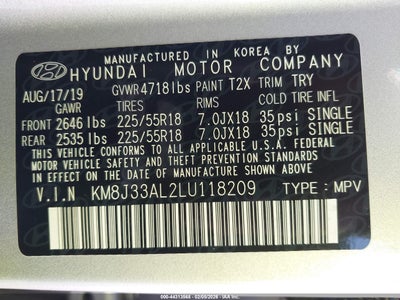 MANUFACTURED IN KOREA BY
HYUNDAI MOTOR COMPANY
AUG/17/19 GVWR 4718 lbs PAINT T2X TRIM TRY
GAWR TIRES RIMS COLD TIRE INFL
FRONT 2646 lbs 225/55R18 7.0JX18 35psi SINGLE
REAR 2535 lbs 225/55R18 7.0JX18 35psi SINGLE
THIS VEHICLE CONFORMS TO ALL APPLICABLE
U.S. FEDERAL MOTOR VEHICLE SAFETY, BUMPER,
AND THEFT PREVENTION STANDARDS IN EFFECT
ON THE DATE OF MANUFACTURE SHOWN ABOVE.
V.I.N KM8J33AL2LU118209 TYPE : MPV